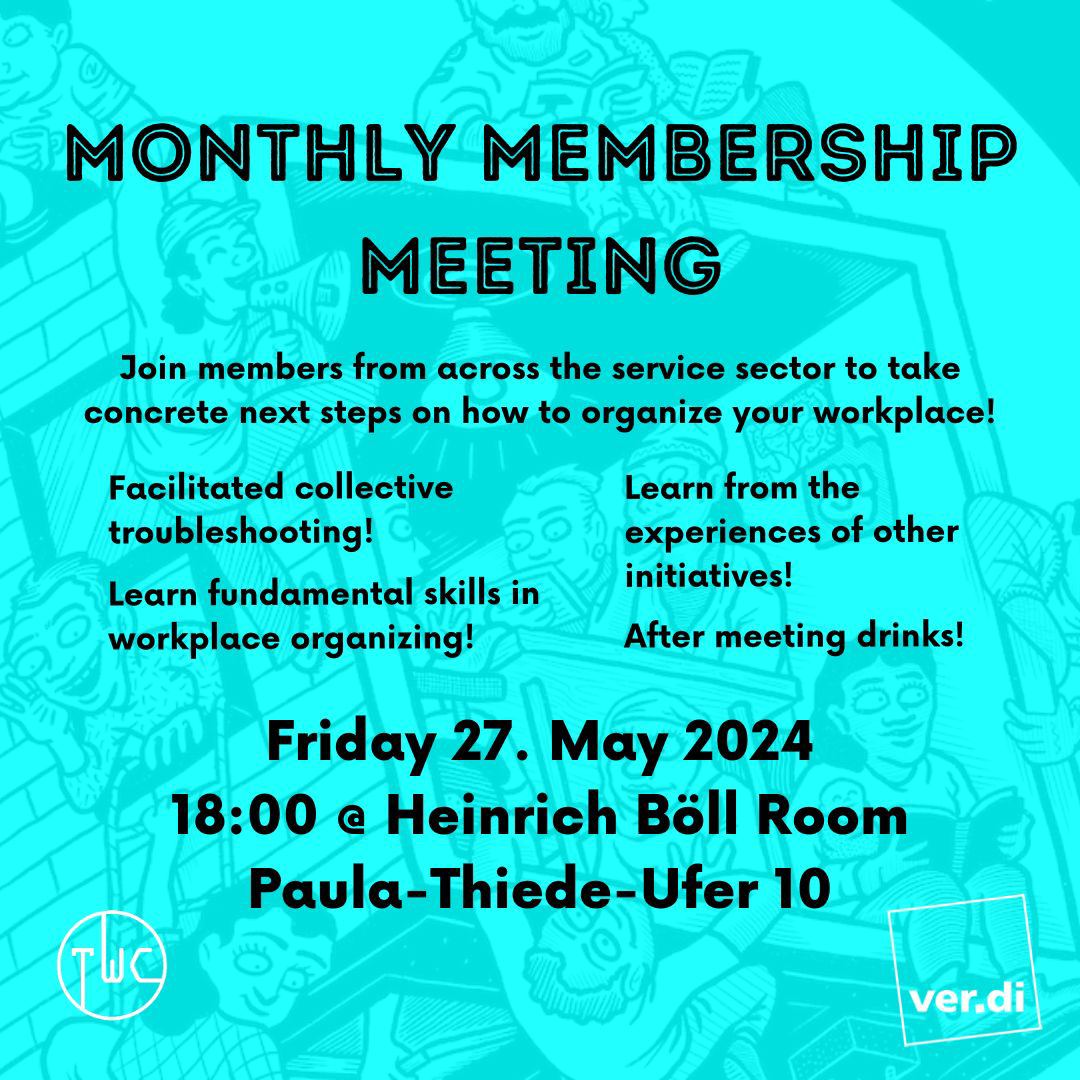 MONTHLY MEMBERSHIP
MEETING
Join members from across the service sector to take
concrete next steps on how to organize your workplace!
Facilitated collective
troubleshooting!
Learn fundamental skills in
workplace organizing!
Learn from the
experiences of other
initiatives!
After meeting drinks!
Friday 27. May 2024
18:00 @ Heinrich Böll Room
Paula-Thiede-Ufer 10
TWC
ver.di